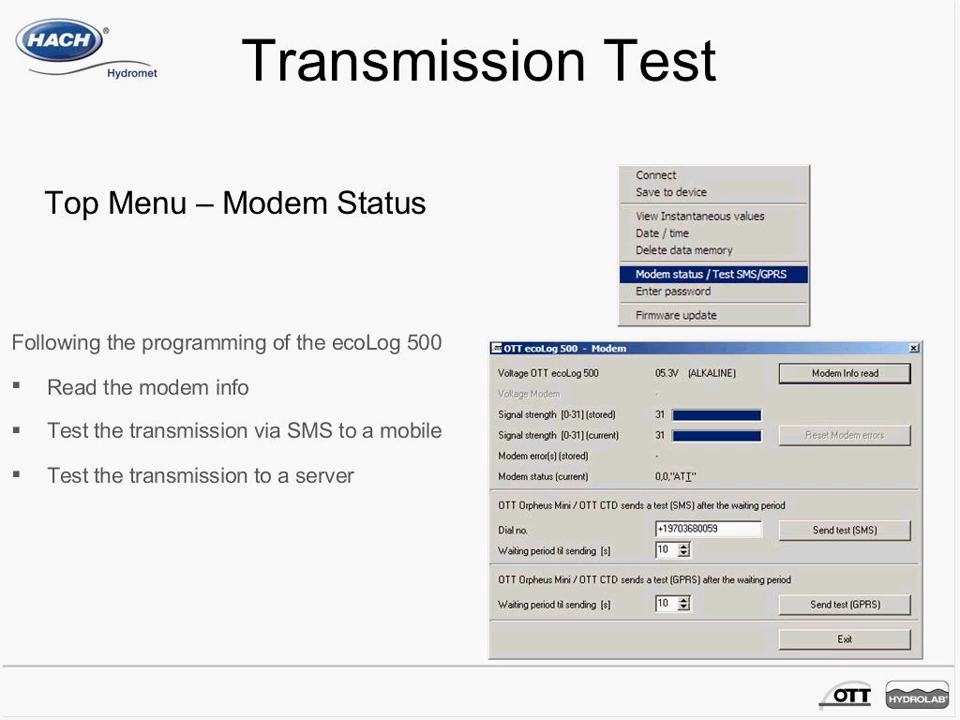 HACH®
Hydromet
Transmission Test
Top Menu – Modem Status
Connect
Save to device
View Instantaneous values
Date / time
Delete data memory
Modem status / Test SMS/GPRS
Enter password
Firmware update
Following the programming of the ecoLog 500
▪ Read the modem info
▪ Test the transmission via SMS to a mobile
▪ Test the transmission to a server
OTT ecoLog 500 - Modem
Voltage OTT ecoLog 500 05.3V (ALKALINE) Modem Info read
Voltage Modem -
Signal strength [0-31] (stored) 31
Signal strength [0-31] (current) 31 Reset Modem errors
Modem error(s) (stored) -
Modem status (current) 0,0,"ATT"
OTT Orpheus Mini / OTT CTD sends a test (SMS) after the waiting period
Dial no. +19703680059 Send test (SMS)
Waiting period til sending [s] 10
OTT Orpheus Mini / OTT CTD sends a test (GPRS) after the waiting period
Waiting period til sending [s] 10 Send test (GPRS)
Exit
OTT HYDROLAB